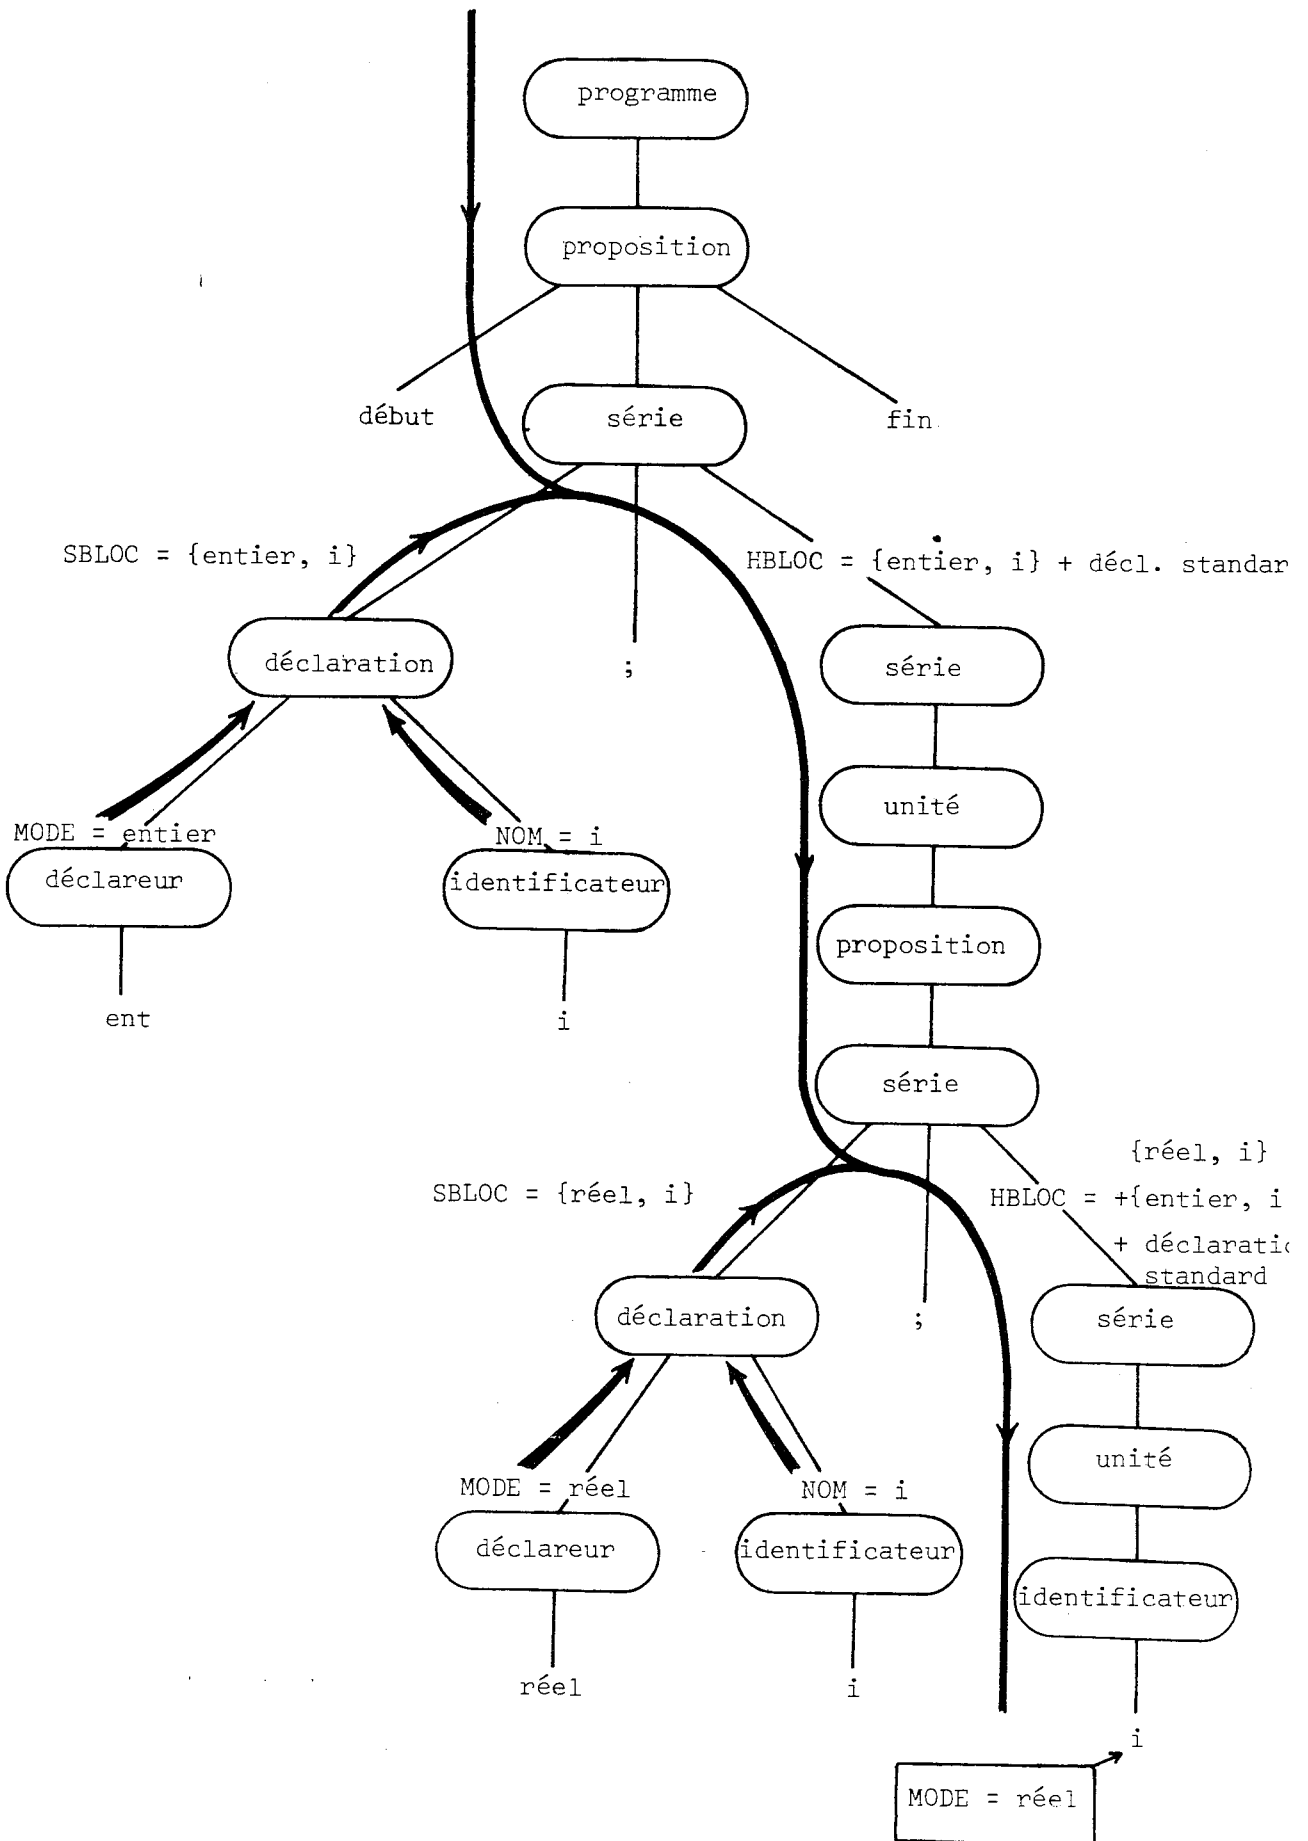 programme
proposition
début
série
fin
SBLOC = {entier, i}
HBLOC = {entier, i} + décl. standar
déclaration
;
série
unité
MODE = entier
NOM = i
déclareur
identificateur
proposition
ent
i
série
{réel, i}
SBLOC = {réel, i}
HBLOC = +{entier, i
+ déclaratio
standard
déclaration
;
série
unité
MODE = réel
NOM = i
déclareur
identificateur
identificateur
réel
i
i
MODE = réel